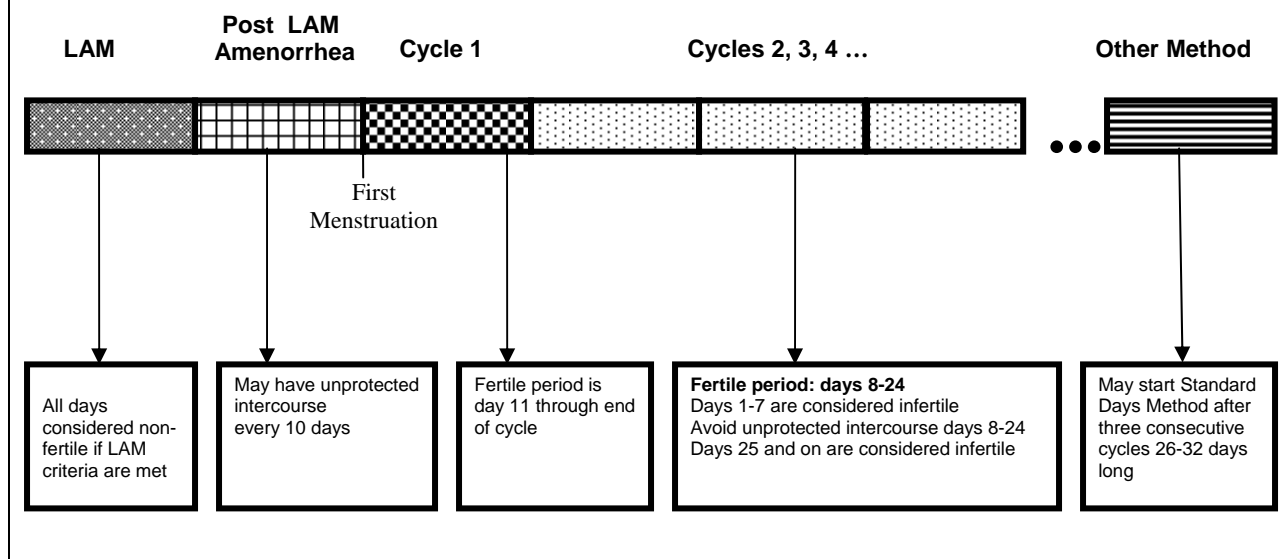 LAM
Post LAM
Amenorrhea
Cycle 1
Cycles 2, 3, 4 …
Other Method
First
Menstruation
All days
considered non-
fertile if LAM
criteria are met
May have unprotected
intercourse
every 10 days
Fertile period is
day 11 through end
of cycle
Fertile period: days 8-24
Days 1-7 are considered infertile
Avoid unprotected intercourse days 8-24
Days 25 and on are considered infertile
May start Standard
Days Method after
three consecutive
cycles 26-32 days
long